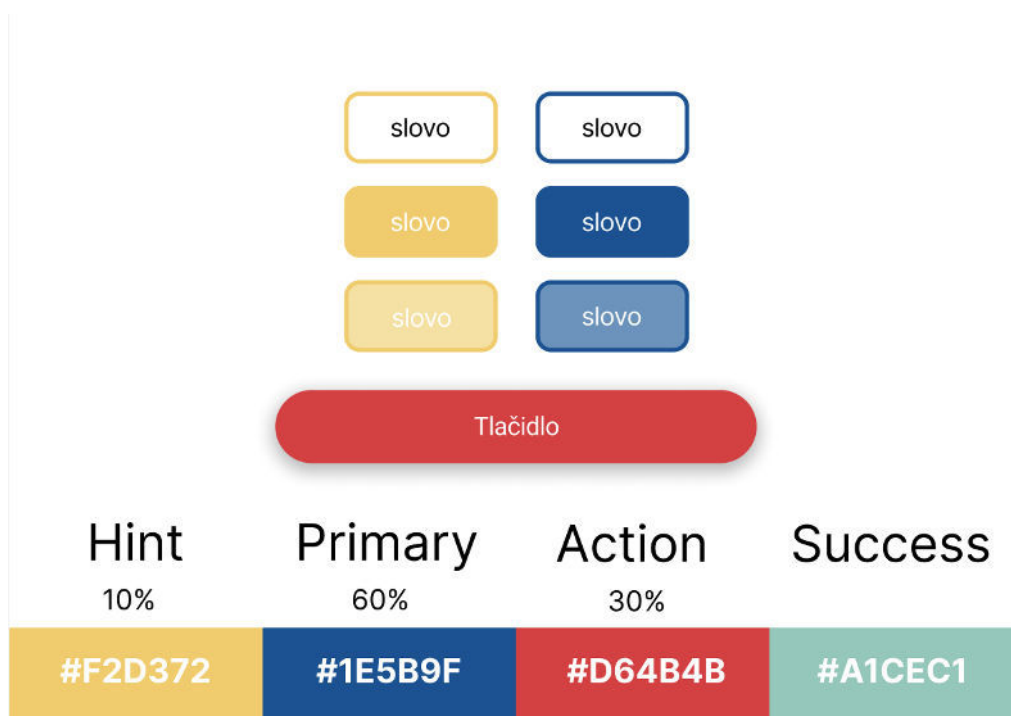 slovo slovo
slovo slovo
slovo slovo
Tlačidlo
Hint Primary Action Success
10% 60% 30%
#F2D372 #1E5B9F #D64B4B #A1CEC1